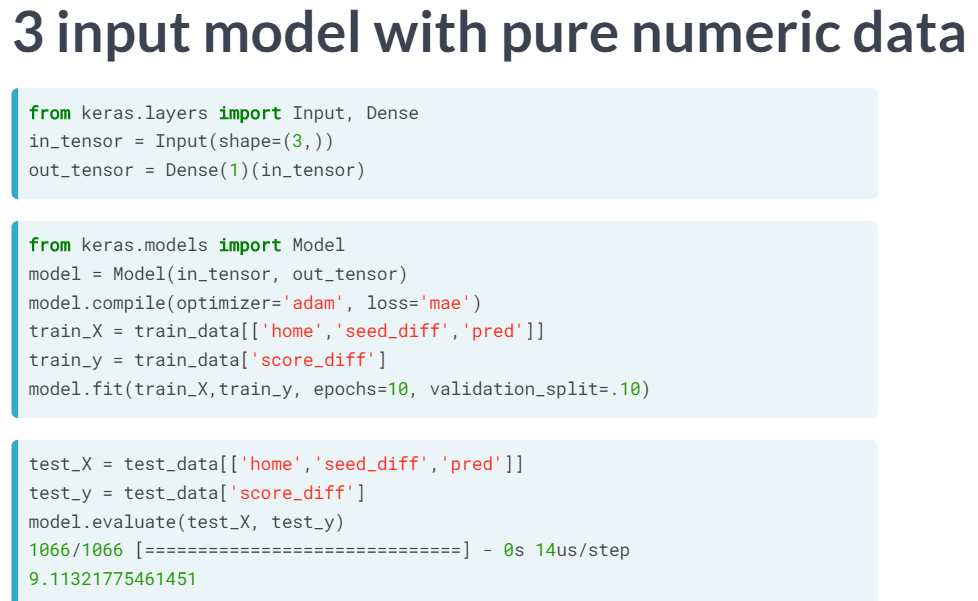 3 input model with pure numeric data
from keras.layers import Input, Dense
in_tensor = Input(shape=(3,))
out_tensor = Dense(1)(in_tensor)
from keras.models import Model
model = Model(in_tensor, out_tensor)
model.compile(optimizer='adam', loss='mae')
train_X = train_data[['home','seed_diff','pred']]
train_y = train_data['score_diff']
model.fit(train_X,train_y, epochs=10, validation_split=.10)
test_X = test_data[['home','seed_diff','pred']]
test_y = test_data['score_diff']
model.evaluate(test_X, test_y)
1066/1066 [==============================] - 0s 14us/step
9.11321775461451